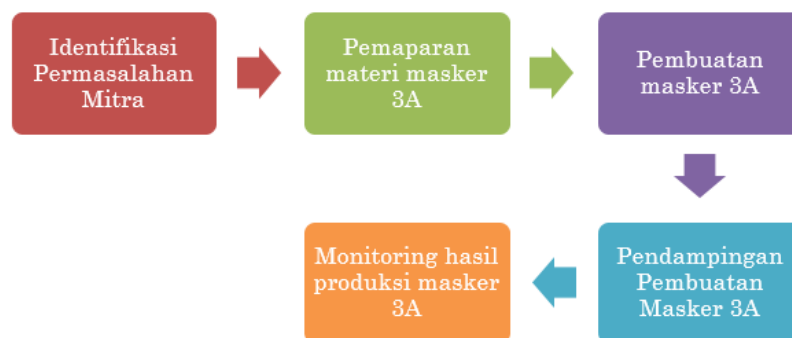 Identifikasi
Permasalahan
Mitra
Pemaparan
materi masker
3A
Pembuatan
masker 3A
Pendampingan
Pembuatan
Masker 3A
Monitoring hasil
produksi masker
3A